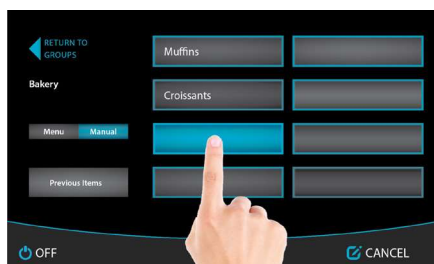 RETURN TO
GROUPS
Muffins
Bakery
Croissants
Menu
Manual
Previous Items
OFF
CANCEL